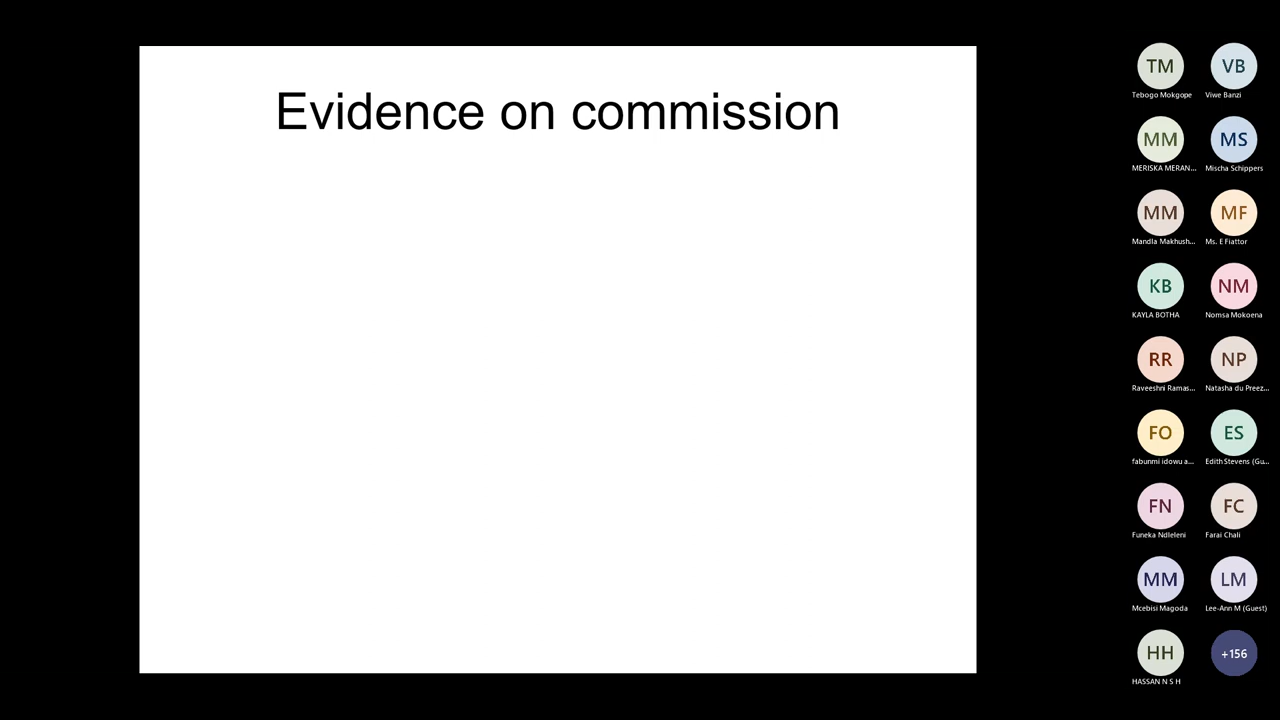 Evidence on commission
TM
VB
Tebogo Mokgope
Viwe Banzi
MM
MS
MERISKA MERAN...
Mischa Schippers
MM
MF
Mandla Makhush...
Ms. E Fiattor
KB
NM
KAYLA BOTHA
Nomsa Mokoena
RR
NP
Raveeshni Ramas...
Natasha du Preez...
FO
ES
fabunmi idowu a...
Edith Stevens (Gu...
FN
FC
Funeka Ndleleni
Farai Chali
MM
LM
Mcebisi Magoda
Lee-Ann M (Guest)
HH
+156
HASSAN N S H